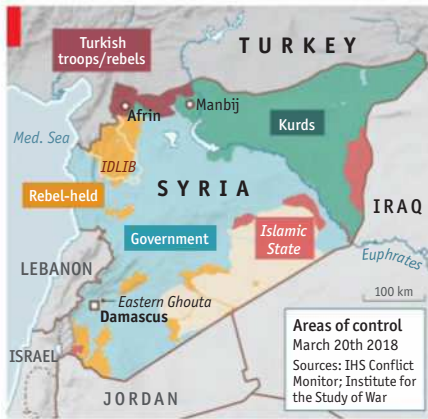 Turkish
troops/rebels
TURKEY
Afrin
Manbij
Med. Sea
Kurds
IDLIB
Rebel-held
SYRIA
IRAQ
Government
Islamic
State
Euphrates
LEBANON
Eastern Ghouta
Damascus
100 km
ISRAEL
JORDAN
Areas of control
March 20th 2018
Sources: IHS Conflict
Monitor; Institute for
the Study of War